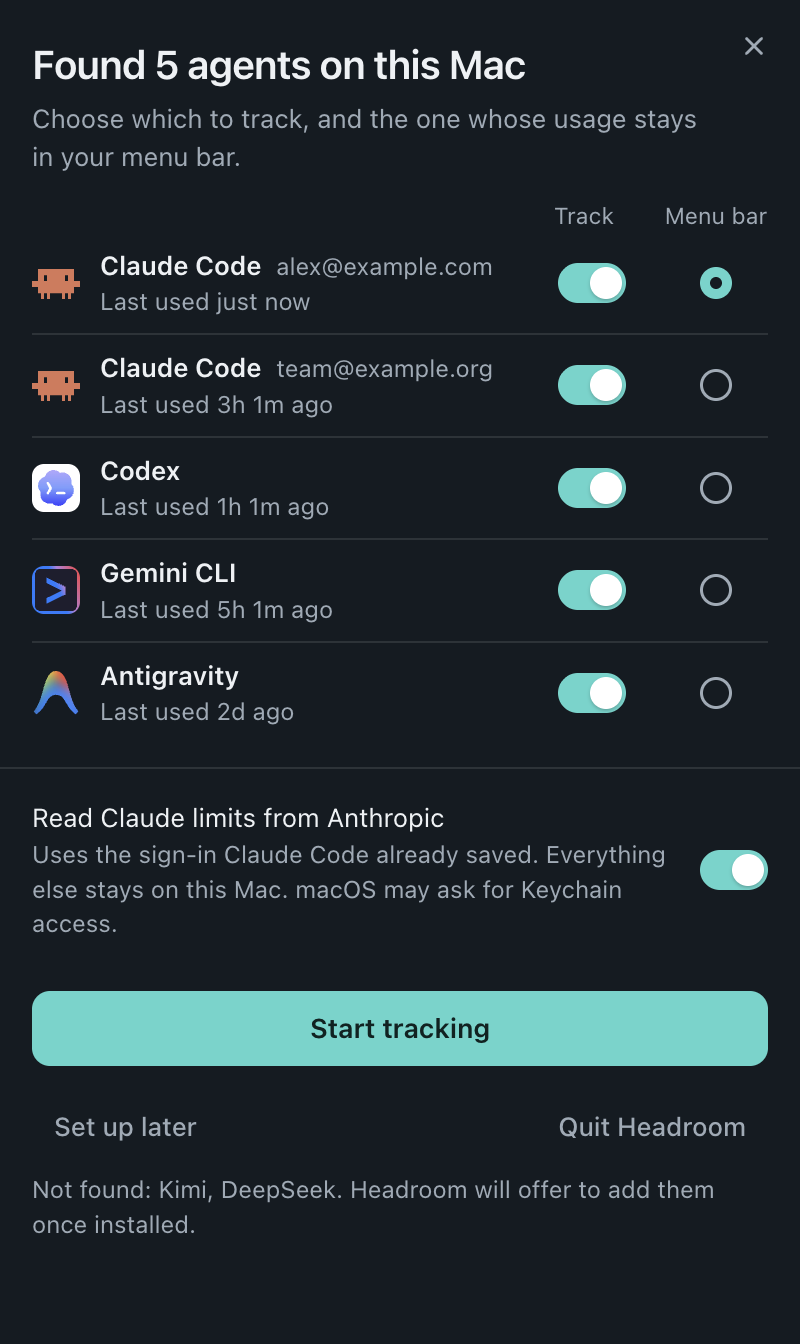 Found 5 agents on this Mac
Choose which to track, and the one whose usage stays
in your menu bar.
Track Menu bar
Claude Code alex@example.com
Last used just now
Claude Code team@example.org
Last used 3h 1m ago
Codex
Last used 1h 1m ago
Gemini CLI
Last used 5h 1m ago
Antigravity
Last used 2d ago
Read Claude limits from Anthropic
Uses the sign-in Claude Code already saved. Everything
else stays on this Mac. macOS may ask for Keychain
access.
Start tracking
Set up later Quit Headroom
Not found: Kimi, DeepSeek. Headroom will offer to add them
once installed.